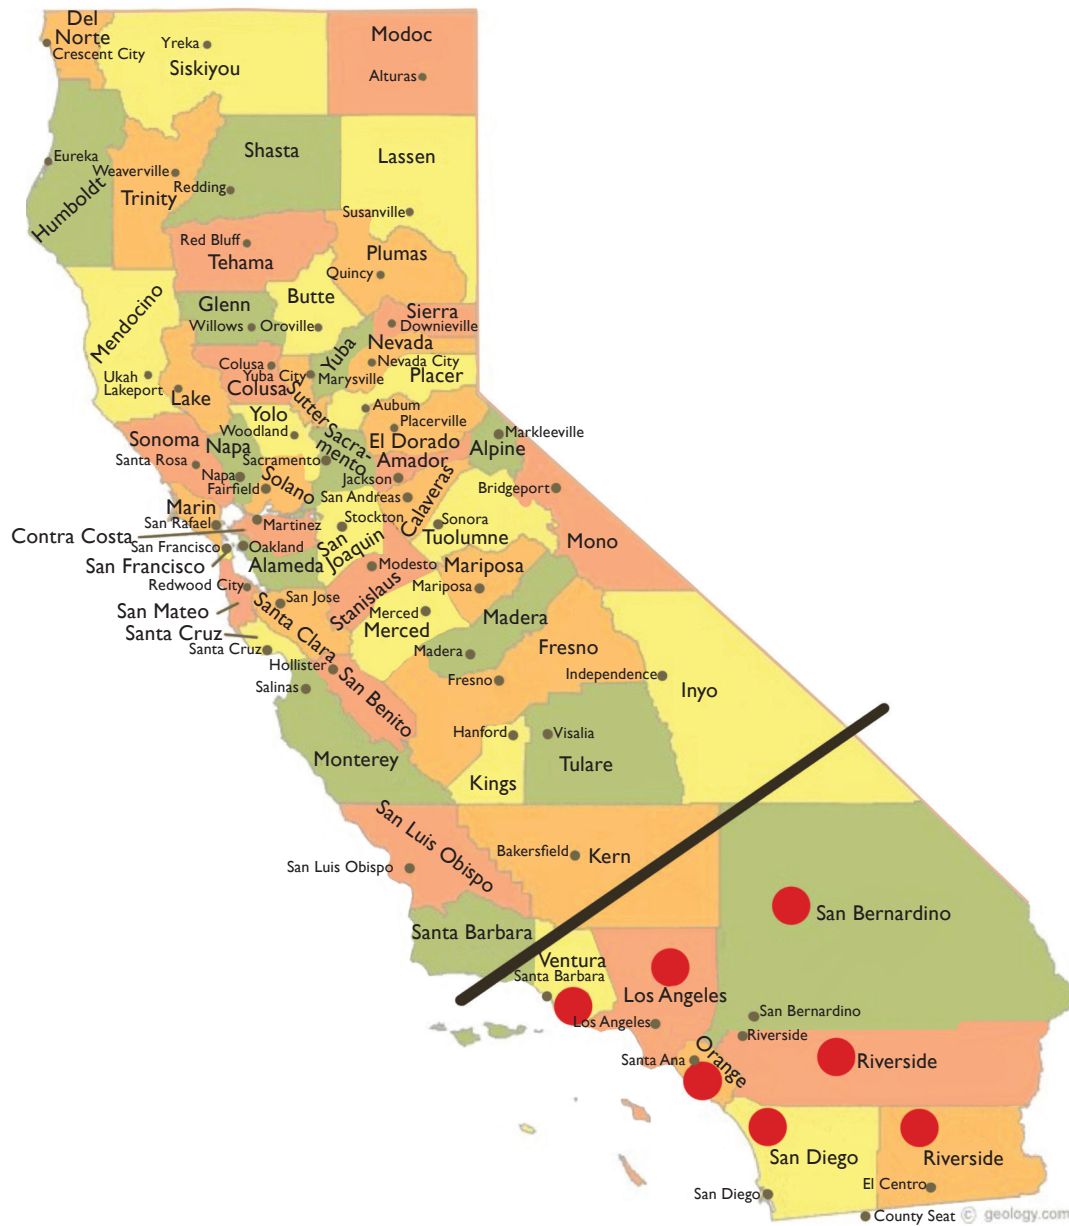 Del
Norte
Crescent City
Yreka
Siskiyou
Modoc
Alturas
Eureka
Humboldt
Weaverville
Trinity
Shasta
Redding
Lassen
Susanville
Red Bluff
Tehama
Plumas
Quincy
Mendocino
Glenn
Willows
Butte
Oroville
Sierra
Downieville
Nevada
Nevada City
Yuba
Marysville
Placer
Colusa
Yuba City
Colusa
Sutter
Ukah
Lakeport
Lake
Auburn
Placerville
El Dorado
Yolo
Woodland
Sacra-
mento
Sacramento
Sonoma
Santa Rosa
Napa
Napa
Fairfield
Solano
Amador
Jackson
Alpine
Markleeville
San Andreas
Calaveras
Bridgeport
Marin
San Rafael
Martinez
Contra Costa
Stockton
San
Joaquin
Sonora
Tuolumne
Mono
San Francisco
Oakland
San Francisco
Alameda
Modesto
Stanislaus
Mariposa
Mariposa
Redwood City
San Jose
San Mateo
Santa Clara
Merced
Merced
Madera
Madera
Santa Cruz
Santa Cruz
Hollister
San Benito
Fresno
Fresno
Independence
Inyo
Salinas
Monterey
Hanford
Kings
Visalia
Tulare
San Luis Obispo
San Luis Obispo
Bakersfield
Kern
Santa Barbara
Ventura
Santa Barbara
Los Angeles
Los Angeles
San Bernardino
San Bernardino
Riverside
Riverside
Santa Ana
Orange
San Diego
San Diego
Riverside
El Centro
County Seat
© geology.com